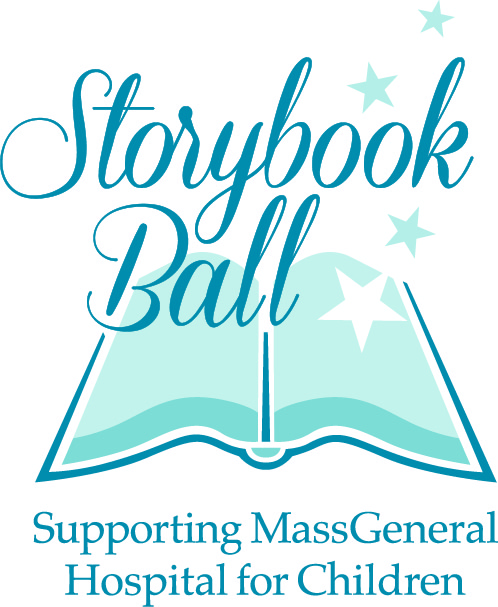 Storybook
Ball
Supporting MassGeneral
Hospital for Children